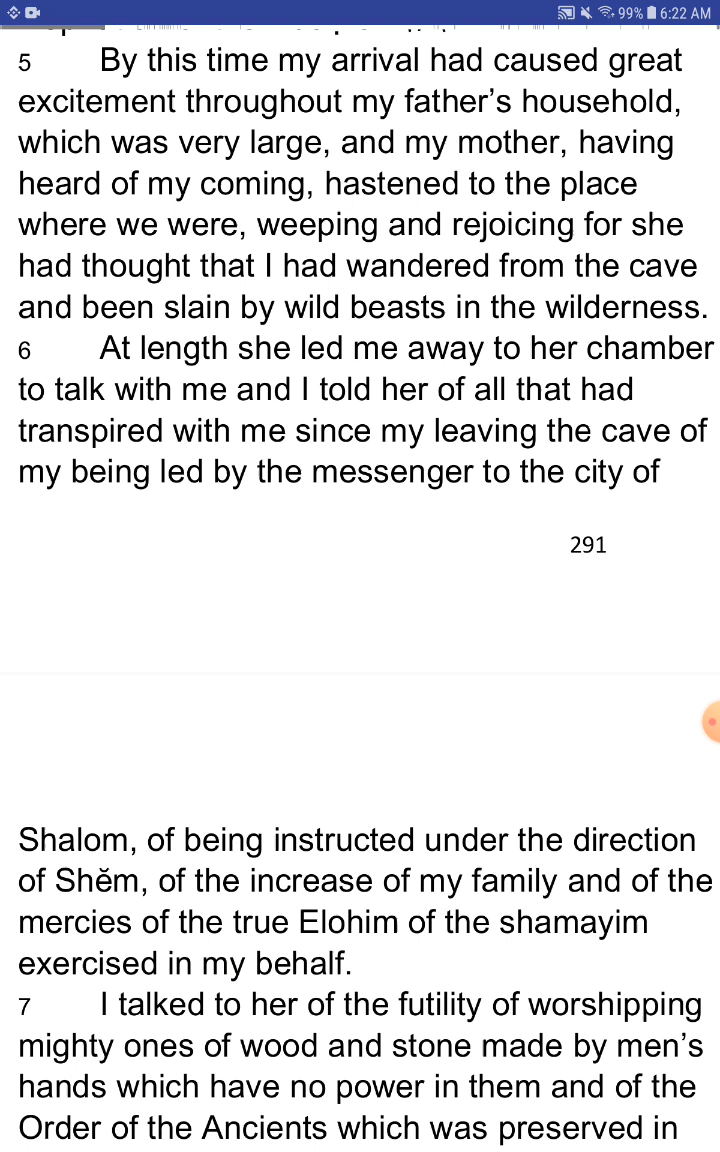 99% 6:22 AM
5 By this time my arrival had caused great
excitement throughout my father’s household,
which was very large, and my mother, having
heard of my coming, hastened to the place
where we were, weeping and rejoicing for she
had thought that I had wandered from the cave
and been slain by wild beasts in the wilderness.
6 At length she led me away to her chamber
to talk with me and I told her of all that had
transpired with me since my leaving the cave of
my being led by the messenger to the city of
291
Shalom, of being instructed under the direction
of Shĕm, of the increase of my family and of the
mercies of the true Elohim of the shamayim
exercised in my behalf.
7 I talked to her of the futility of worshipping
mighty ones of wood and stone made by men’s
hands which have no power in them and of the
Order of the Ancients which was preserved in